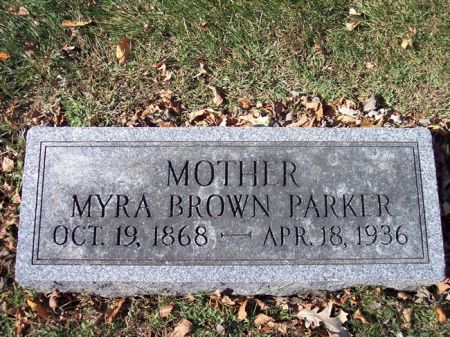 MOTHER
MYRA BROWN PARKER
OCT. 19, 1868 — APR. 18, 1936